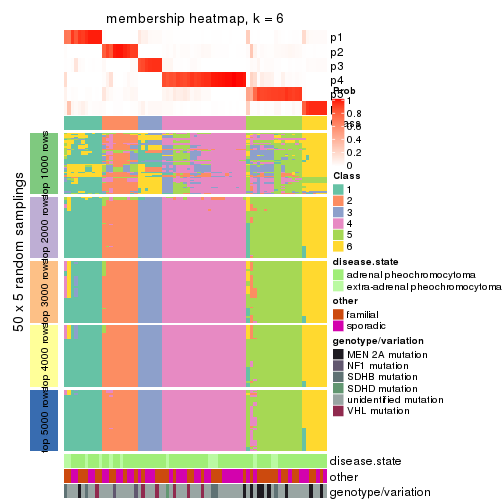 membership heatmap, k = 6
p1
p2
p3
p4
Prob
1
0.8
0.6
0.4
0.2
0
Class
1
2
3
4
5
6
disease.state
adrenal pheochromocytoma
extra-adrenal pheochromocytoma
other
familial
sporadic
genotype/variation
MEN 2A mutation
NF1 mutation
SDHB mutation
SDHD mutation
unidentified mutation
VHL mutation
50 x 5 random samplings
top 1000 rows
top 2000 rows
top 3000 rows
top 4000 rows
top 5000 rows
disease.state
other
genotype/variation